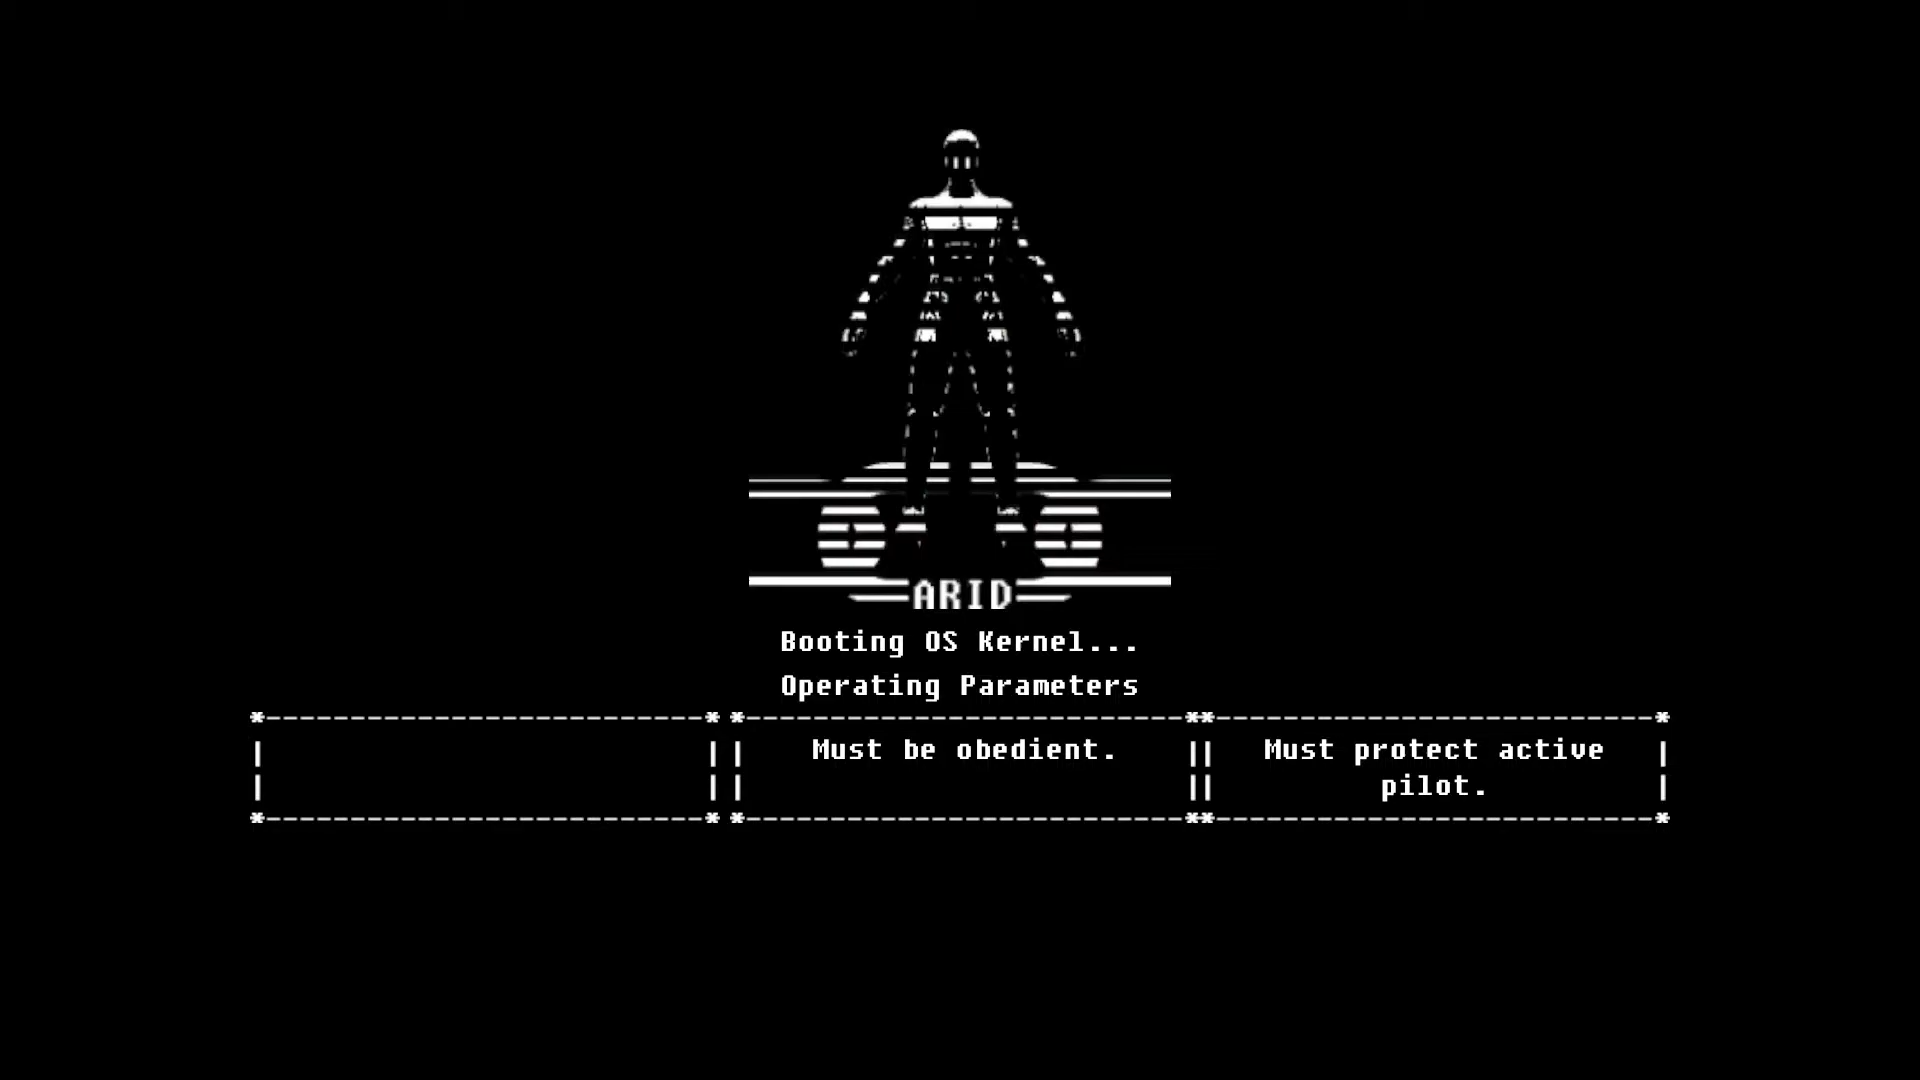 ARID
Booting OS Kernel...
Operating Parameters
Must be obedient.
Must protect active
pilot.